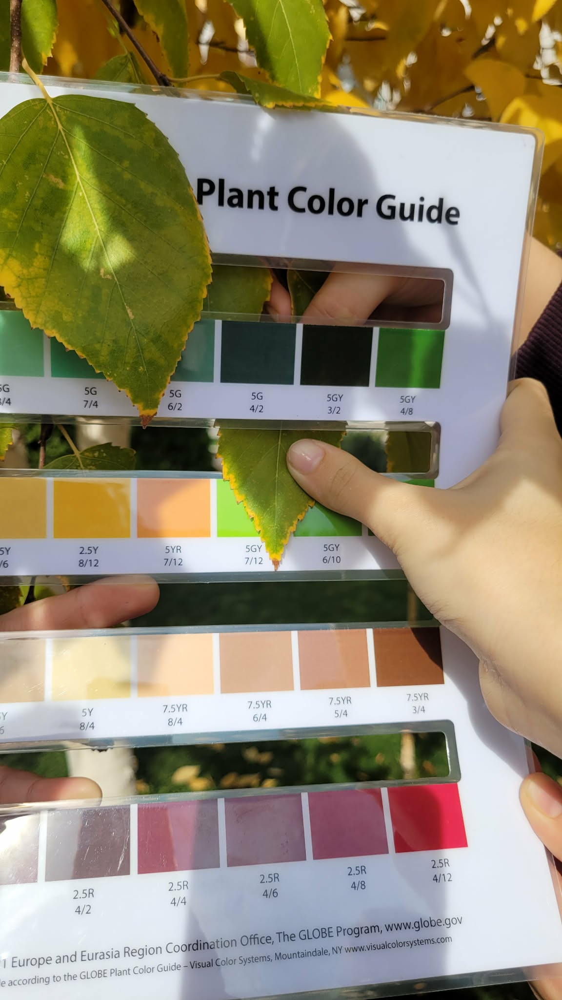 Plant Color Guide
5G 5G 5G 5GY 5GY
7/4 6/2 4/2 3/2 4/8
2.5Y 5YR 5GY 5GY
8/12 7/12 7/12 6/10
5Y 7.5YR 7.5YR 7.5YR 7.5YR
8/4 8/4 6/4 5/4 3/4
2.5R 2.5R 2.5R 2.5R 2.5R
4/2 4/4 4/6 4/8 4/12
Europe and Eurasia Region Coordination Office, The GLOBE Program, www.globe.gov
according to the GLOBE Plant Color Guide – Visual Color Systems, Mountaindale, NY www.visualcolorsystems.com